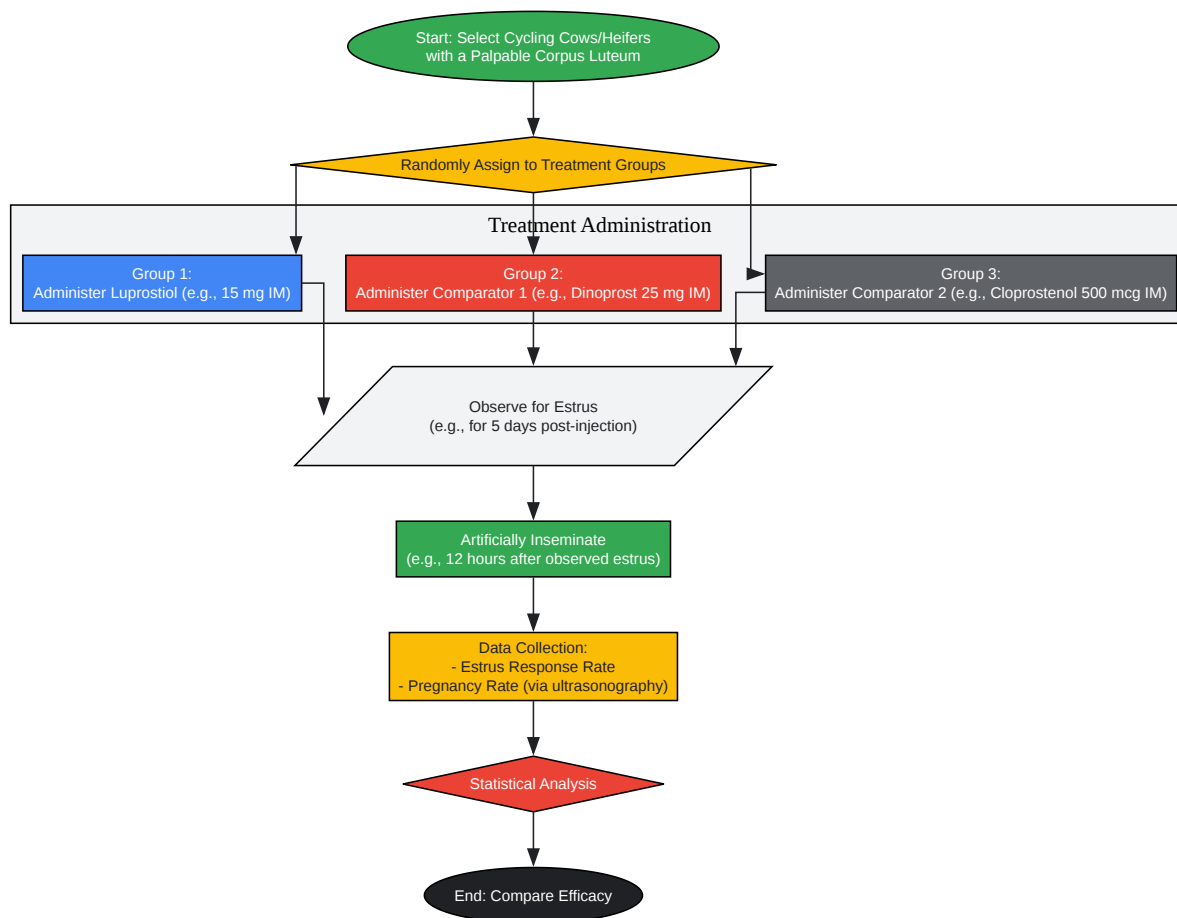 Start: Select Cycling Cows/Heifers
with a Palpable Corpus Luteum
Randomly Assign to Treatment Groups
Treatment Administration
Group 1:
Administer Luprostiol (e.g., 15 mg IM)
Group 2:
Administer Comparator 1 (e.g., Dinoprost 25 mg IM)
Group 3:
Administer Comparator 2 (e.g., Cloprostenol 500 mcg IM)
Observe for Estrus
(e.g., for 5 days post-injection)
Artificially Inseminate
(e.g., 12 hours after observed estrus)
Data Collection:
- Estrus Response Rate
- Pregnancy Rate (via ultrasonography)
Statistical Analysis
End: Compare Efficacy